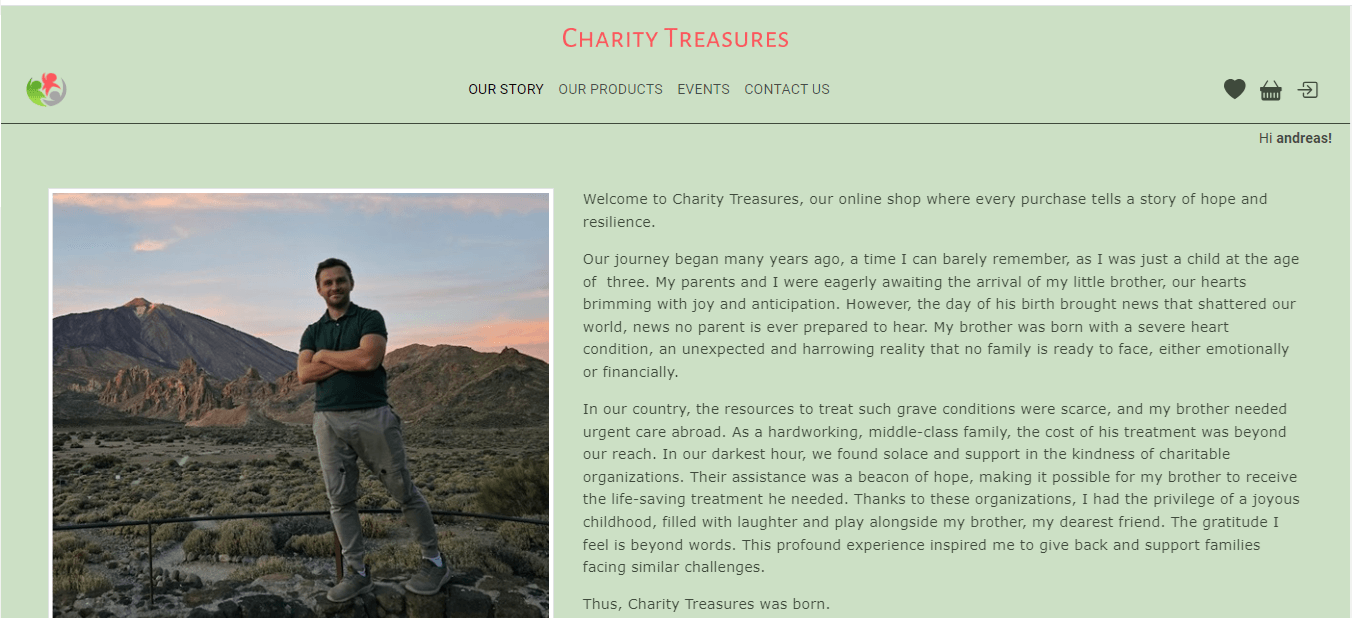 Charity Treasures
OUR STORY OUR PRODUCTS EVENTS CONTACT US
Hi andreas!
Welcome to Charity Treasures, our online shop where every purchase tells a story of hope and
resilience.
Our journey began many years ago, a time I can barely remember, as I was just a child at the age
of  three. My parents and I were eagerly awaiting the arrival of my little brother, our hearts
brimming with joy and anticipation. However, the day of his birth brought news that shattered our
world, news no parent is ever prepared to hear. My brother was born with a severe heart
condition, an unexpected and harrowing reality that no family is ready to face, either emotionally
or financially.
In our country, the resources to treat such grave conditions were scarce, and my brother needed
urgent care abroad. As a hardworking, middle-class family, the cost of his treatment was beyond
our reach. In our darkest hour, we found solace and support in the kindness of charitable
organizations. Their assistance was a beacon of hope, making it possible for my brother to receive
the life-saving treatment he needed. Thanks to these organizations, I had the privilege of a joyous
childhood, filled with laughter and play alongside my brother, my dearest friend. The gratitude I
feel is beyond words. This profound experience inspired me to give back and support families
facing similar challenges.
Thus, Charity Treasures was born.